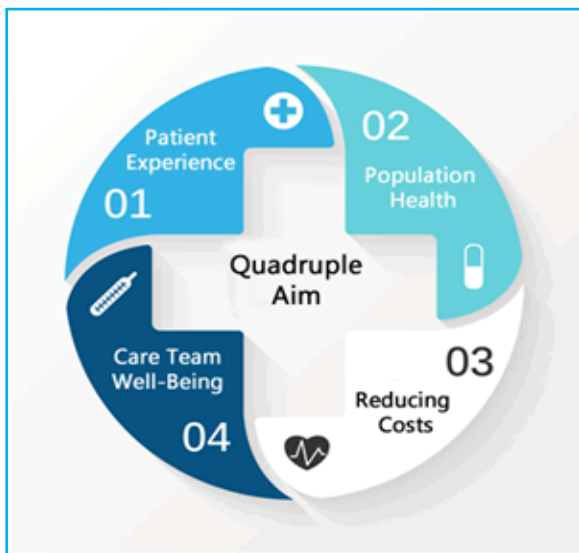 Patient
Experience
01
02
Population
Health
Quadruple
Aim
03
Reducing
Costs
Care Team
Well-Being
04